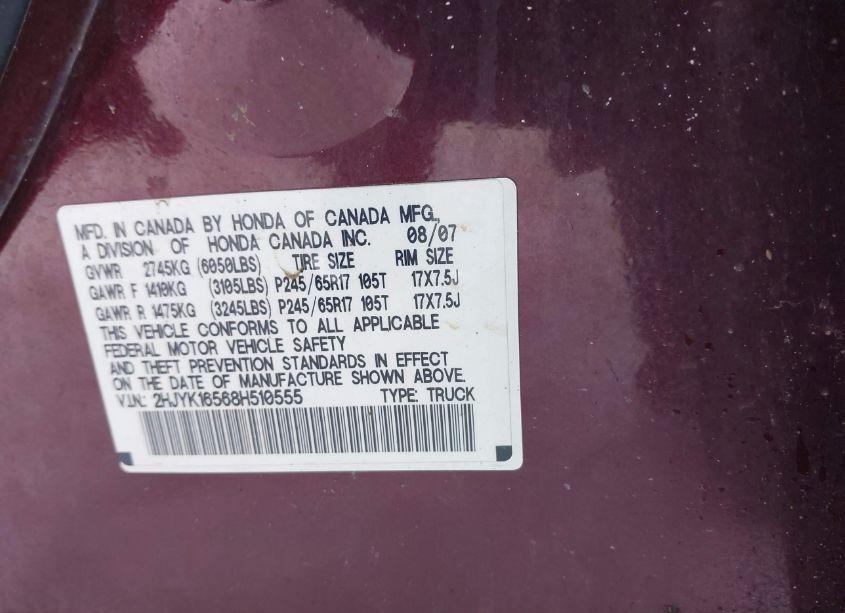 MFD. IN CANADA BY HONDA OF CANADA MFG.,
A DIVISION OF HONDA CANADA INC. 08/07
GVWR 2745KG (6050LBS) TIRE SIZE RIM SIZE
GAWR F 1410KG (3105LBS) P245/65R17 105T 17X7.5J
GAWR R 1475KG (3245LBS) P245/65R17 105T 17X7.5J
THIS VEHICLE CONFORMS TO ALL APPLICABLE
FEDERAL MOTOR VEHICLE SAFETY
AND THEFT PREVENTION STANDARDS IN EFFECT
ON THE DATE OF MANUFACTURE SHOWN ABOVE.
V.I.N.: 2HJYK16568H510555 TYPE: TRUCK